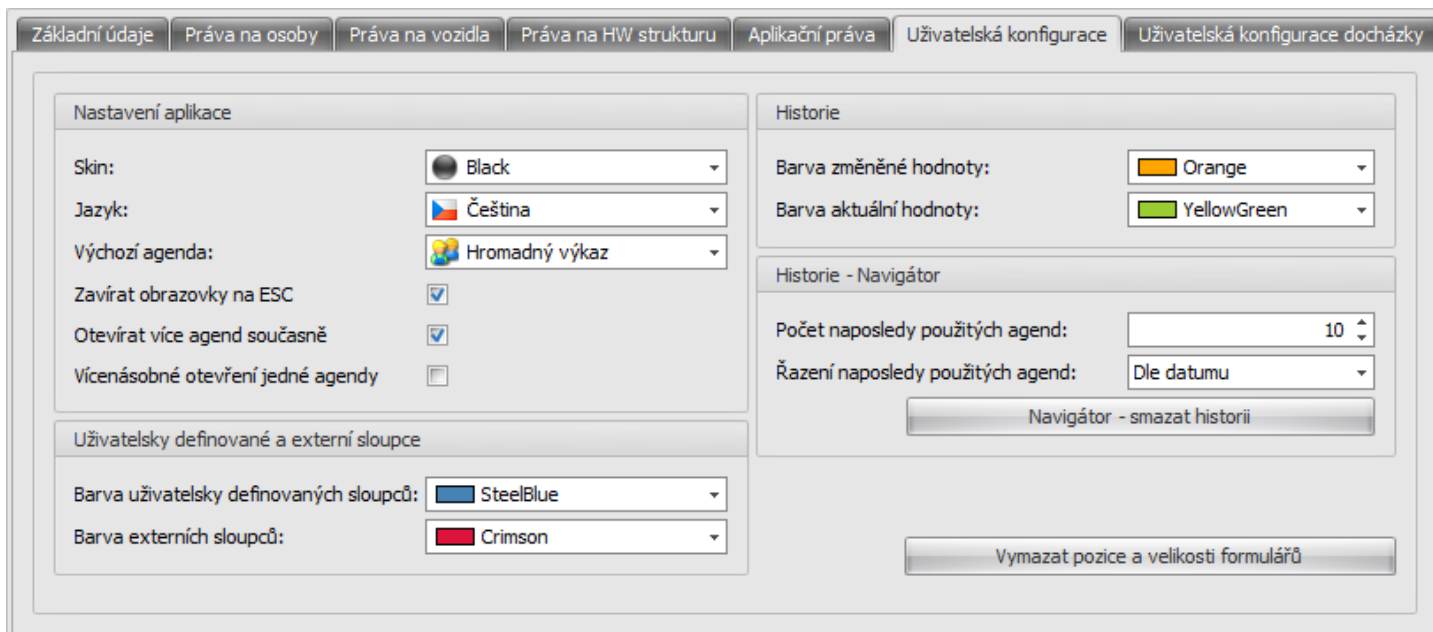 Základní údaje Práva na osoby Práva na vozidla Práva na HW strukturu Aplikační práva Uživatelská konfigurace Uživatelská konfigurace docházky
Nastavení aplikace
Skin: Black
Jazyk: Čeština
Výchozí agenda: Hromadný výkaz
Zavírat obrazovky na ESC
Otevírat více agend současně
Vícenásobné otevření jedné agendy
Uživatelsky definované a externí sloupce
Barva uživatelsky definovaných sloupců: SteelBlue
Barva externích sloupců: Crimson
Historie
Barva změněné hodnoty: Orange
Barva aktuální hodnoty: YellowGreen
Historie - Navigátor
Počet naposledy použitých agend: 10
Řazení naposledy použitých agend: Dle datumu
Navigátor - smazat historii
Vymazat pozice a velikosti formulářů